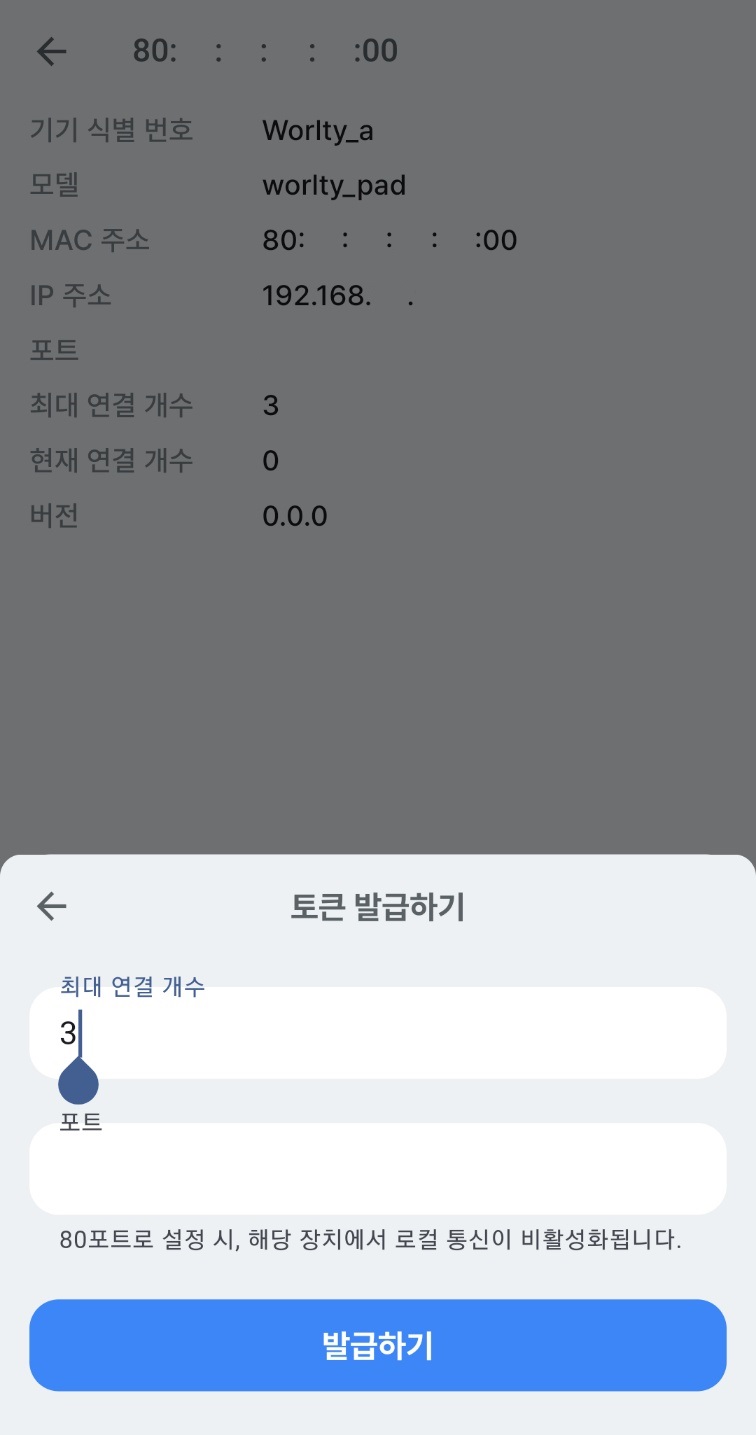 80: : : : :00
기기 식별 번호 Worlty_a
모델 worlty_pad
MAC 주소 80: : : : :00
IP 주소 192.168. .
포트
최대 연결 개수 3
현재 연결 개수 0
버전 0.0.0
토큰 발급하기
최대 연결 개수
3
포트
80포트로 설정 시, 해당 장치에서 로컬 통신이 비활성화됩니다.
발급하기